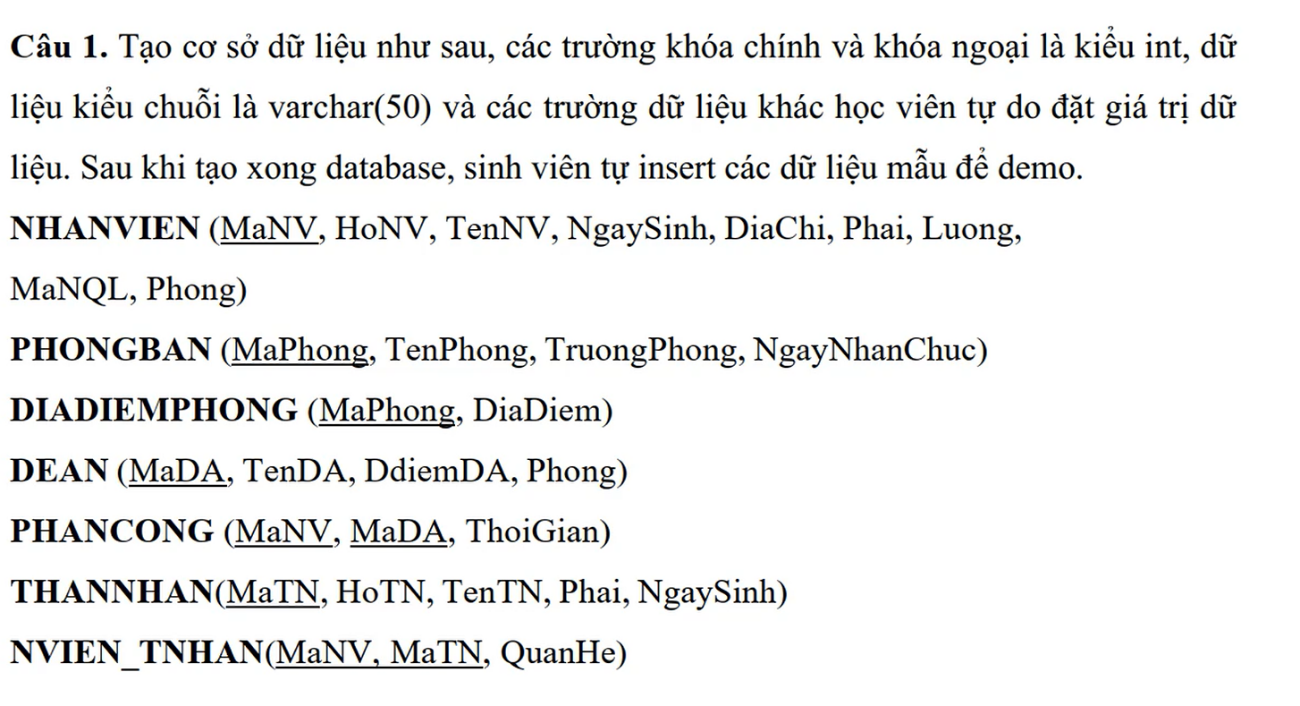 Câu 1. Tạo cơ sở dữ liệu như sau, các trường khóa chính và khóa ngoại là kiểu int, dữ
liệu kiểu chuỗi là varchar(50) và các trường dữ liệu khác học viên tự do đặt giá trị dữ
liệu. Sau khi tạo xong database, sinh viên tự insert các dữ liệu mẫu để demo.
NHANVIEN (MaNV, HoNV, TenNV, NgaySinh, DiaChi, Phai, Luong,
MaNQL, Phong)
PHONGBAN (MaPhong, TenPhong, TruongPhong, NgayNhanChuc)
DIADIEMPHONG (MaPhong, DiaDiem)
DEAN (MaDA, TenDA, DdiemDA, Phong)
PHANCONG (MaNV, MaDA, ThoiGian)
THANNHAN(MaTN, HoTN, TenTN, Phai, NgaySinh)
NVIEN_TNHAN(MaNV, MaTN, QuanHe)